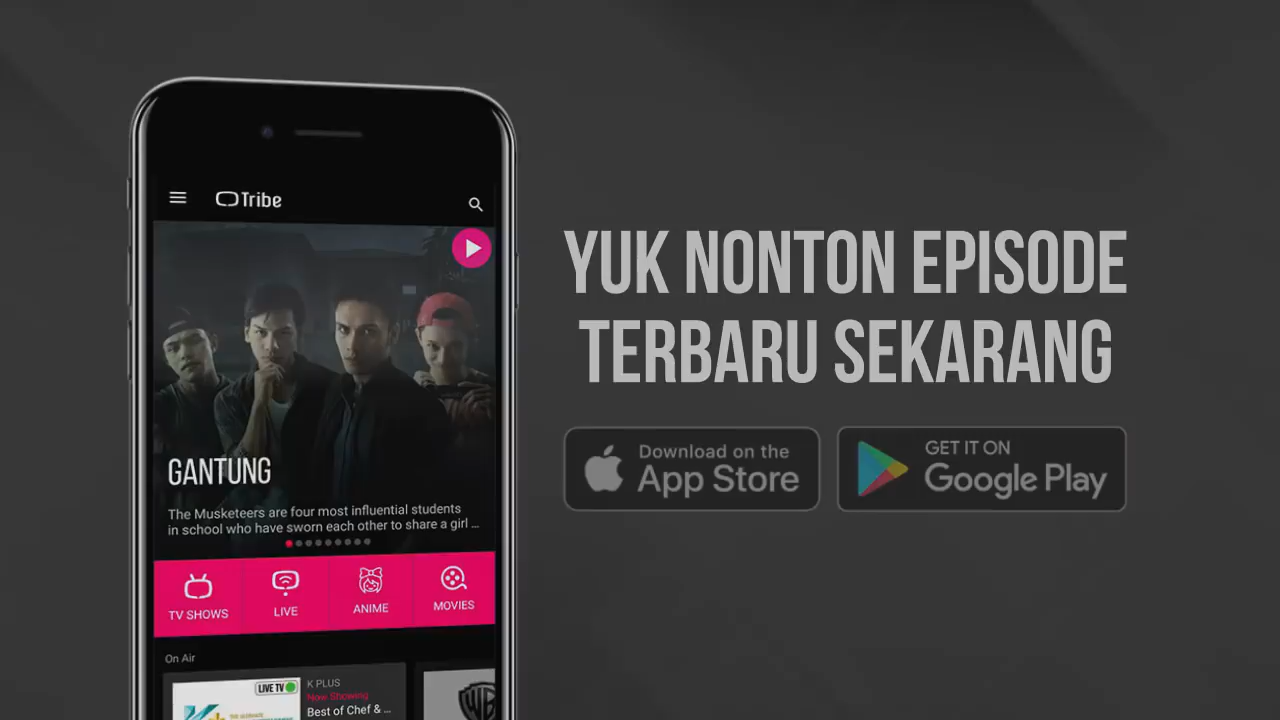 Tribe
GANTUNG
The Musketeers are four most influential students
in school who have sworn each other to share a girl ...
TV SHOWS
LIVE
ANIME
MOVIES
On Air
LIVE TV
K PLUS
Now Showing
Best of Chef & ...
WB
YUK NONTON EPISODE
TERBARU SEKARANG
Download on the
App Store
GET IT ON
Google Play